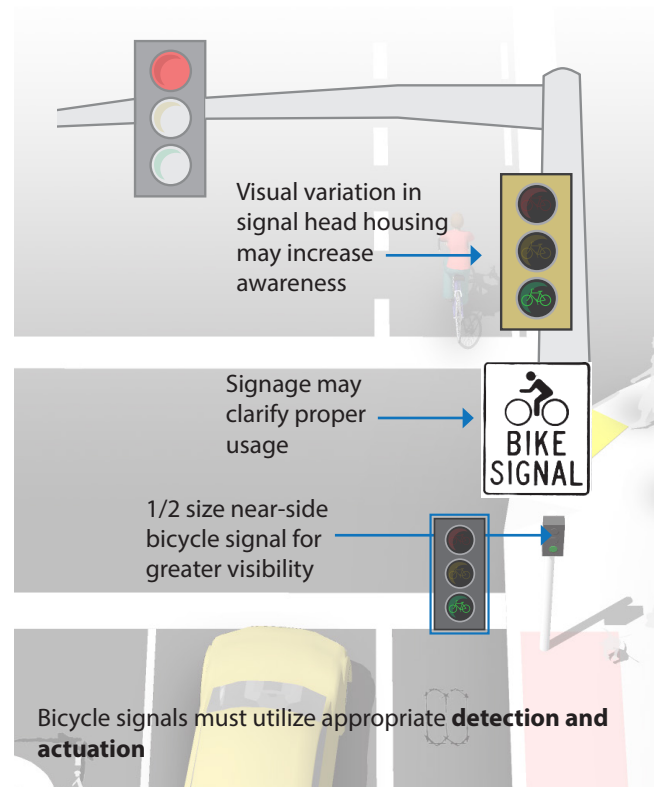 Visual variation in
signal head housing
may increase
awareness
Signage may
clarify proper
usage
BIKE
SIGNAL
1/2 size near-side
bicycle signal for
greater visibility
Bicycle signals must utilize appropriate detection and
actuation